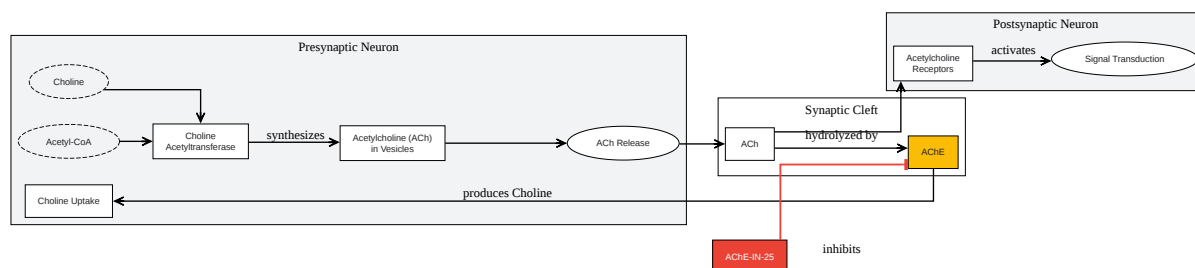 Postsynaptic Neuron
Presynaptic Neuron
Acetylcholine
Receptors
activates
Signal Transduction
Choline
Synaptic Cleft
Acetyl-CoA
Choline
Acetyltransferase
synthesizes
Acetylcholine (ACh)
in Vesicles
ACh Release
ACh
hydrolyzed by
AChE
Choline Uptake
produces Choline
AChE-IN-25
inhibits